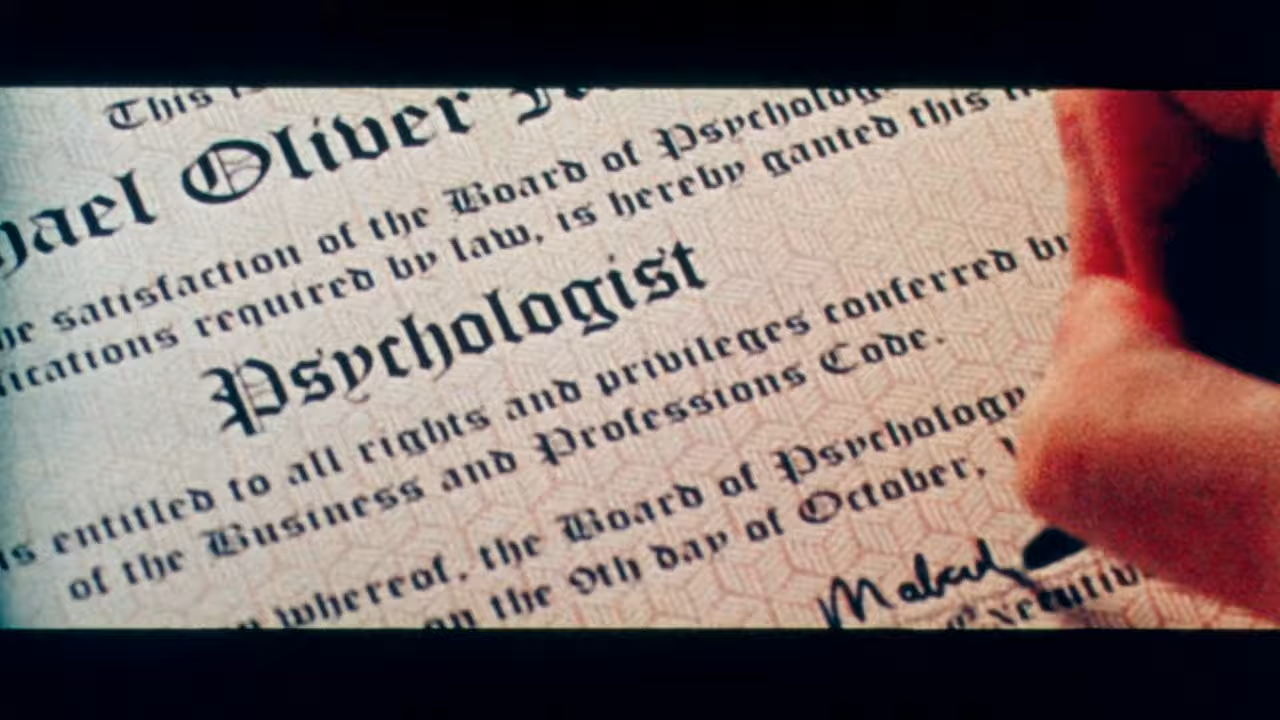 This
hael Oliver
he satisfaction of the Board of Psycholog
ications required by law, is hereby ganted this
Psychologist
is entitled to all rights and privileges conferred by
of the Business and Professions Code.
whereof, the Board of Psychology
on the 9th day of October, 1
Executiv